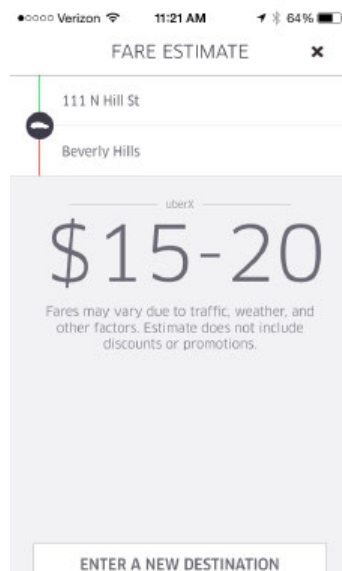 Verizon 11:21 AM 64%
FARE ESTIMATE
111 N Hill St
Beverly Hills
uberX
$15-20
Fares may vary due to traffic, weather, and
other factors. Estimate does not include
discounts or promotions.
ENTER A NEW DESTINATION